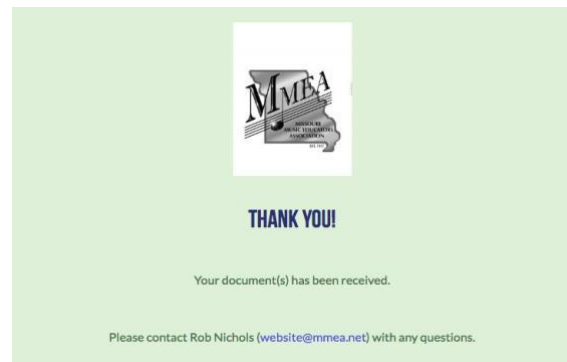 MMEA
MISSOURI
MUSIC EDUCATORS
ASSOCIATION
THANK YOU!
Your document(s) has been received.
Please contact Rob Nichols (website@mmea.net) with any questions.